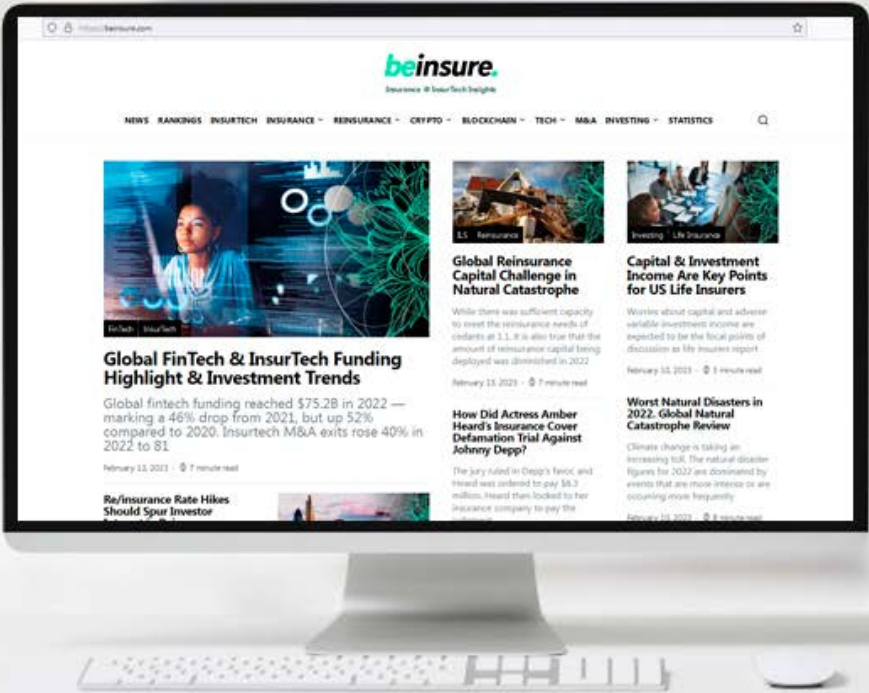 https://beinsure.com
beinsure.
Insurance & InsurTech Insights
NEWS RANKINGS INSURTECH INSURANCE REINSURANCE CRYPTO BLOCKCHAIN TECH M&A INVESTING STATISTICS
FinTech InsurTech
Global FinTech & InsurTech Funding
Highlight & Investment Trends
Global fintech funding reached $75.2B in 2022 —
marking a 46% drop from 2021, but up 52%
compared to 2020. Insurtech M&A exits rose 40% in
2022 to 81
February 13, 2023 · 7 minute read
Re/insurance Rate Hikes
Should Spur Investor
ILS Reinsurance
Global Reinsurance
Capital Challenge in
Natural Catastrophe
While there was sufficient capacity
to meet the reinsurance needs of
cedants at 1.1, it is also true that the
amount of reinsurance capital being
deployed was diminished in 2022
February 13, 2023 · 7 minute read
How Did Actress Amber
Heard's Insurance Cover
Defamation Trial Against
Johnny Depp?
The jury ruled in Depp's favor, and
Heard was ordered to pay $8.3
million. Heard then looked to her
insurance company to pay the
Investing Life Insurance
Capital & Investment
Income Are Key Points
for US Life Insurers
Worries about capital and adverse
variable investment income are
expected to be the focal points of
discussion as life insurers report
February 10, 2023 · 3 minute read
Worst Natural Disasters in
2022. Global Natural
Catastrophe Review
Climate change is taking an
increasing toll. The natural disaster
figures for 2022 are dominated by
events that are more intense or are
occurring more frequently
February 10, 2023 · 8 minute read